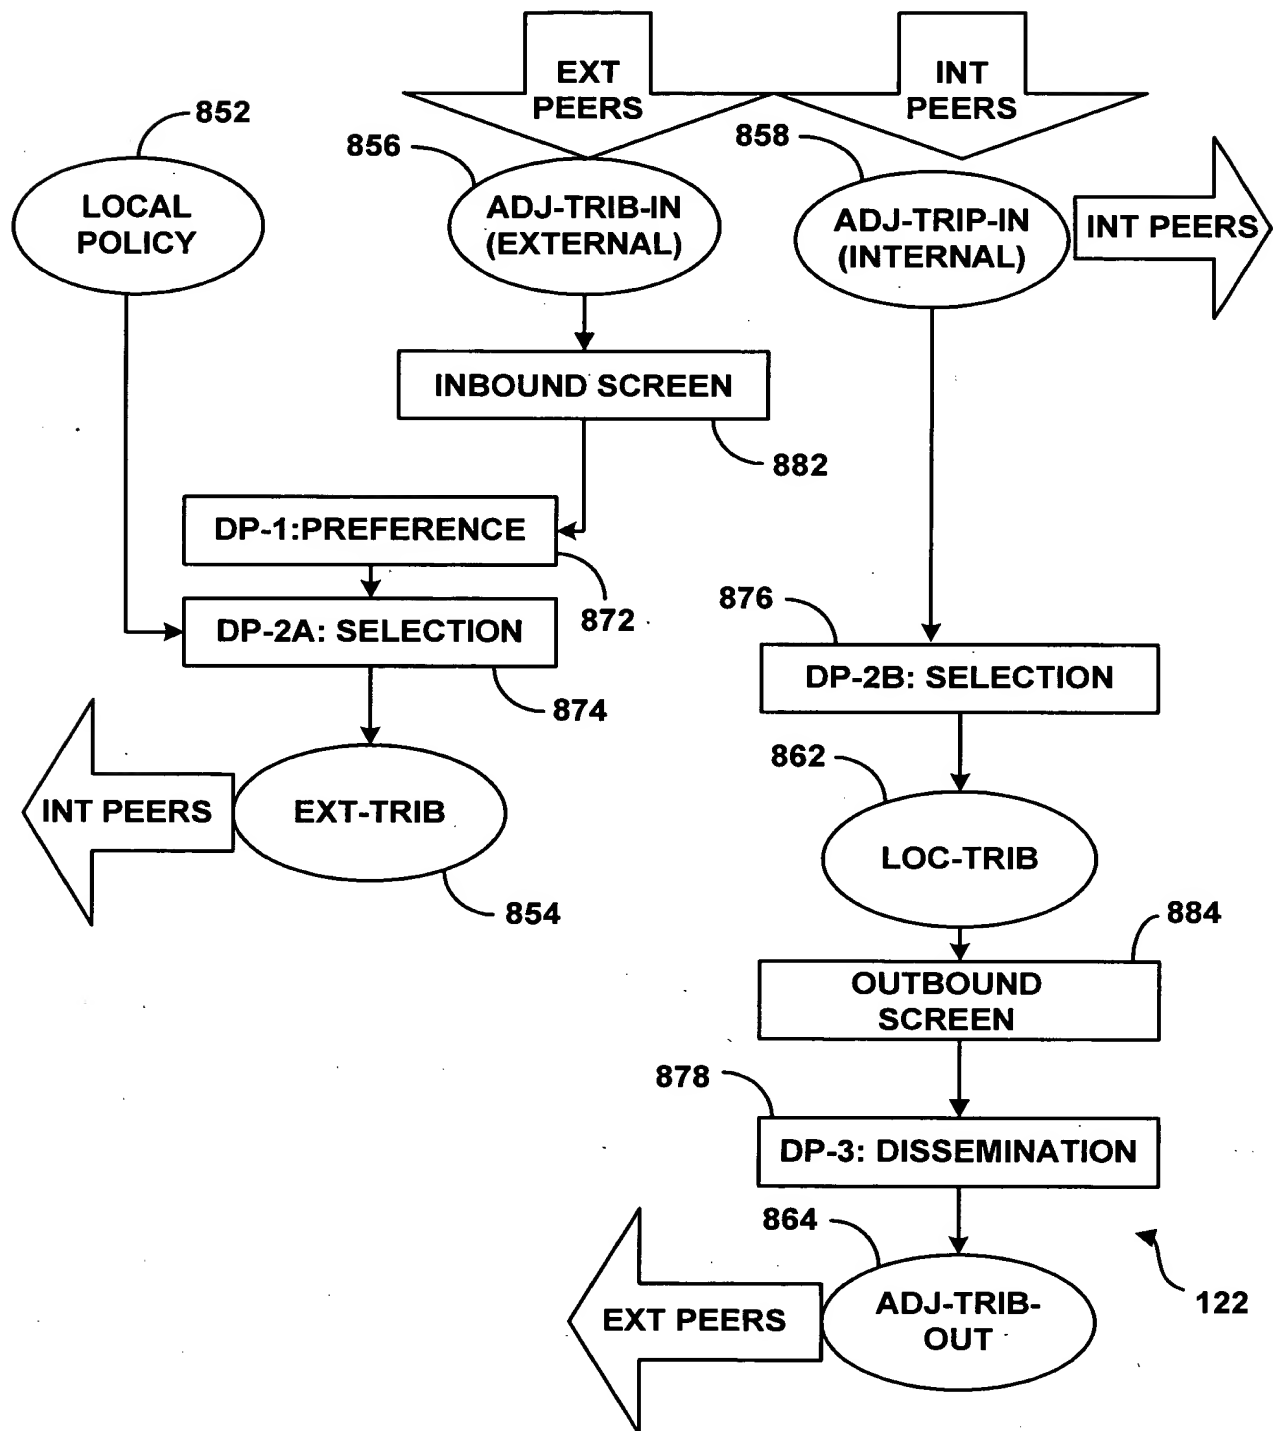 EXT
PEERS
INT
PEERS
852
856
858
LOCAL
POLICY
ADJ-TRIB-IN
(EXTERNAL)
ADJ-TRIP-IN
(INTERNAL)
INT PEERS
INBOUND SCREEN
882
DP-1:PREFERENCE
872
876
DP-2A: SELECTION
874
DP-2B: SELECTION
862
INT PEERS
EXT-TRIB
854
LOC-TRIB
884
OUTBOUND
SCREEN
878
DP-3: DISSEMINATION
864
EXT PEERS
ADJ-TRIB-
OUT
122